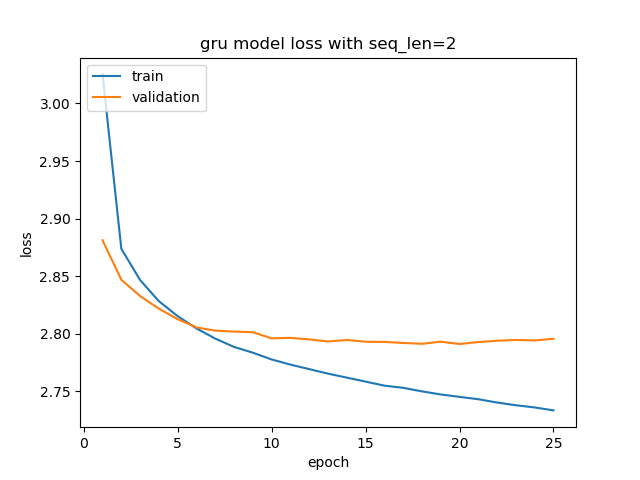 gru model loss with seq_len=2
train
validation
3.00
2.95
2.90
2.85
2.80
2.75
loss
0 5 10 15 20 25
epoch